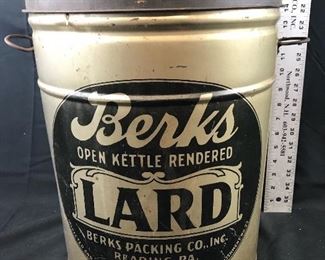 Berks
OPEN KETTLE RENDERED
LARD
BERKS PACKING CO., INC.
READING PA.